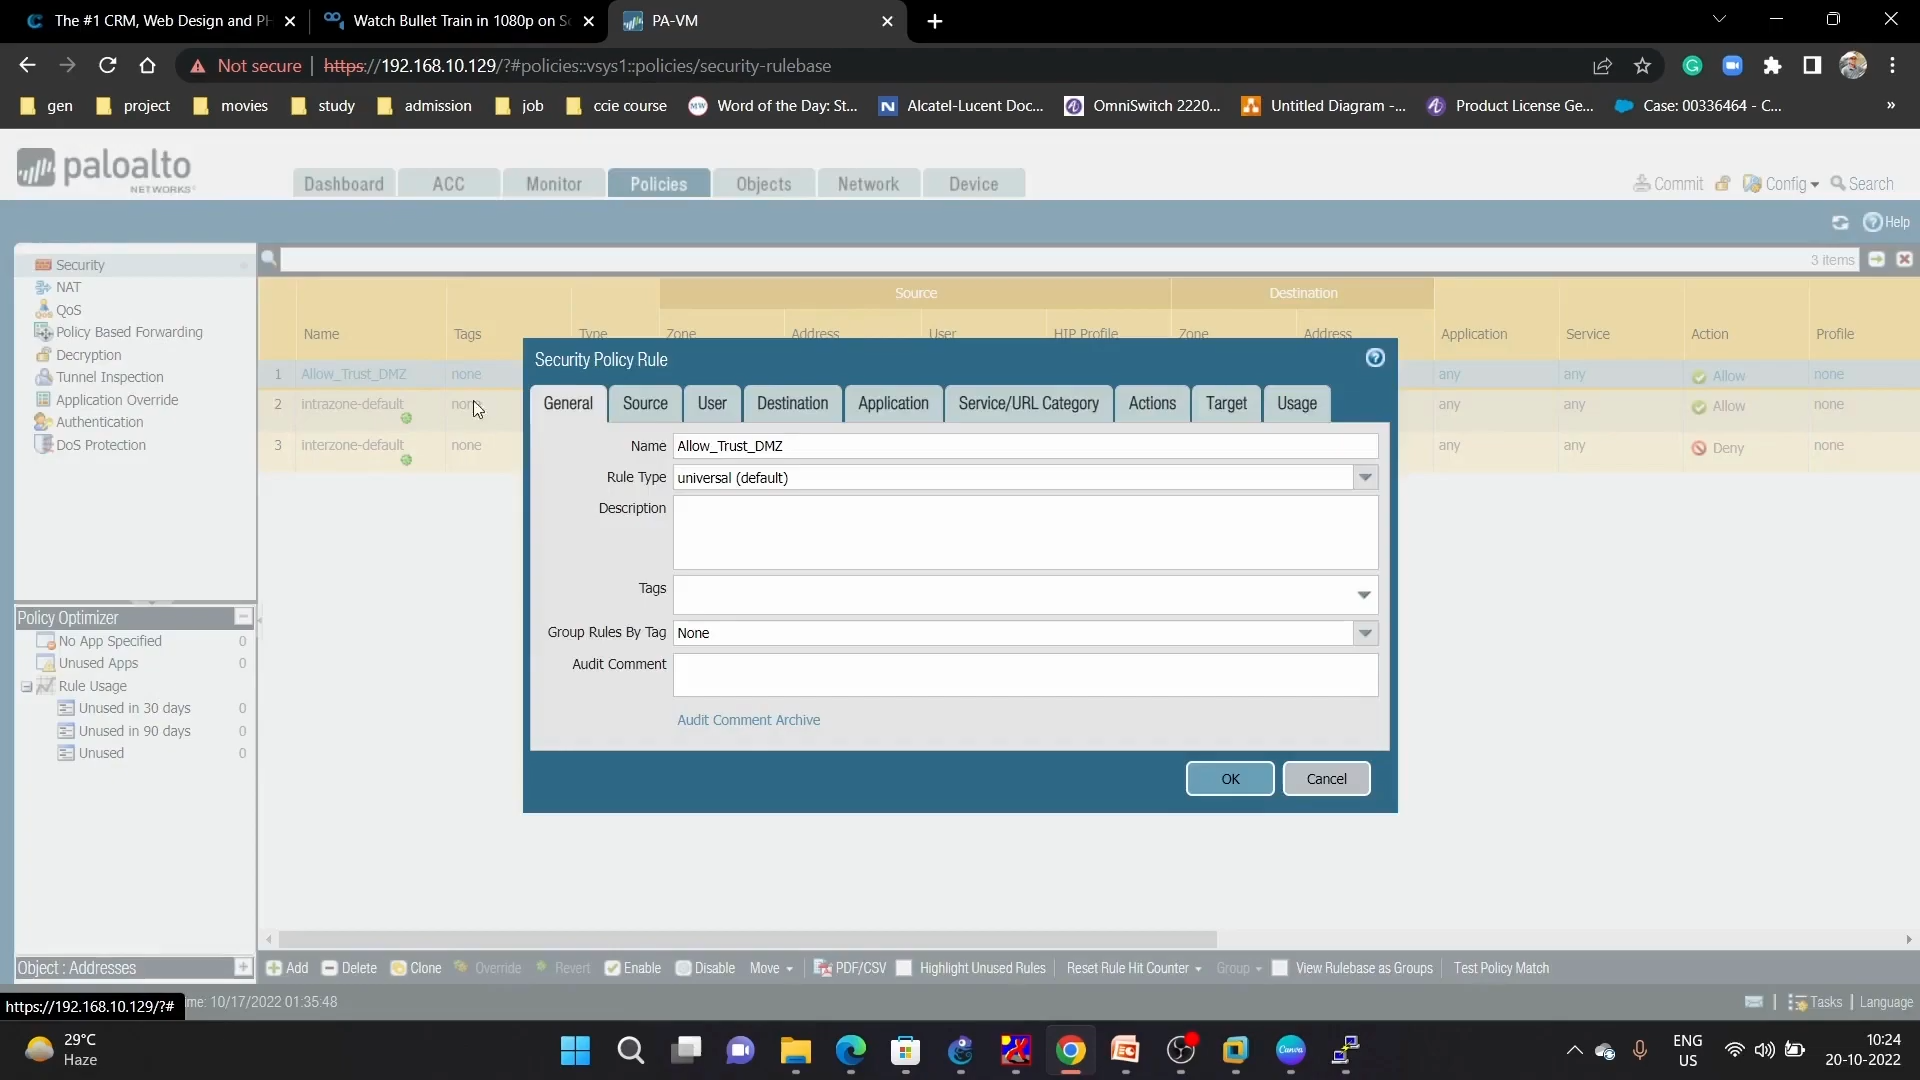 The #1 CRM, Web Design and PH
Watch Bullet Train in 1080p on So
PA-VM
Not secure | https://192.168.10.129/?#policies::vsys1::policies/security-rulebase
gen project movies study admission job ccie course Word of the Day: St... Alcatel-Lucent Doc... OmniSwitch 2220... Untitled Diagram -... Product License Ge... Case: 00336464 - C... »
paloalto
NETWORKS
Dashboard ACC Monitor Policies Objects Network Device
Commit Config Search
Help
3 items
Security
NAT
QoS
Policy Based Forwarding
Decryption
Tunnel Inspection
Application Override
Authentication
DoS Protection
Source Destination
Name Tags Type Zone Address User HIP Profile Zone Address Application Service Action Profile
1 Allow_Trust_DMZ none any any Allow none
2 intrazone-default none any any Allow none
3 interzone-default none any any Deny none
Security Policy Rule
General Source User Destination Application Service/URL Category Actions Target Usage
Name Allow_Trust_DMZ
Rule Type universal (default)
Description
Tags
Group Rules By Tag None
Audit Comment
Audit Comment Archive
OK Cancel
Policy Optimizer
No App Specified 0
Unused Apps 0
Rule Usage
Unused in 30 days 0
Unused in 90 days 0
Unused 0
Object : Addresses
Add Delete Clone Override Revert Enable Disable Move PDF/CSV Highlight Unused Rules Reset Rule Hit Counter Group View Rulebase as Groups Test Policy Match
https://192.168.10.129/?# me: 10/17/2022 01:35:48
Tasks | Language
29°C
Haze
ENG
US
10:24
20-10-2022